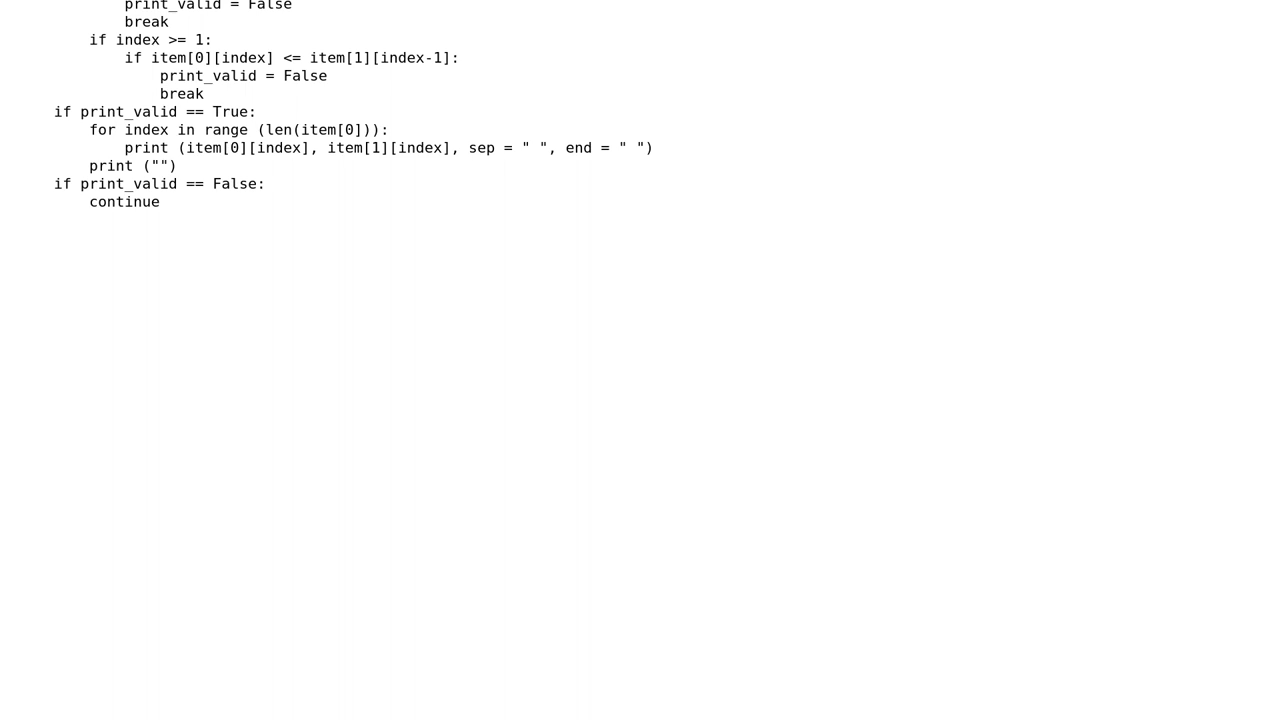 print_valid = False
break
if index >= 1:
if item[0][index] <= item[1][index-1]:
print_valid = False
break
if print_valid == True:
for index in range (len(item[0])):
print (item[0][index], item[1][index], sep = " ", end = " ")
print ("")
if print_valid == False:
continue